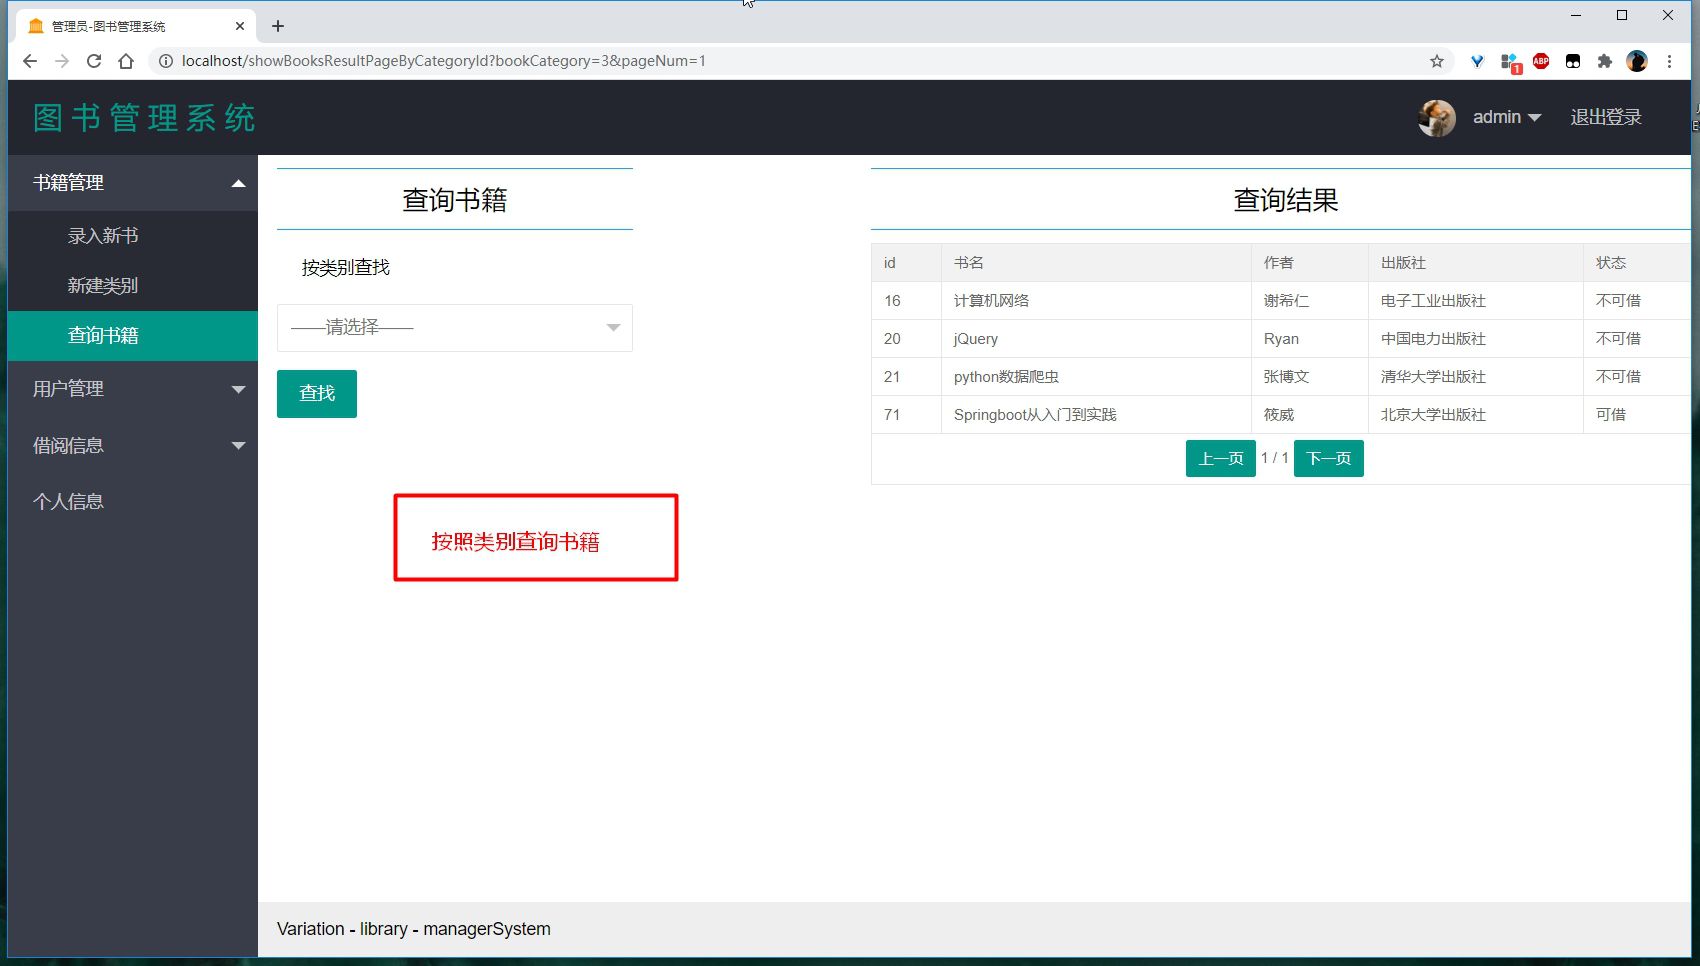 管理员-图书管理系统
localhost/showBooksResultPageByCategoryId?bookCategory=3&pageNum=1
1
ABP
图书管理系统
admin
退出登录
书籍管理
录入新书
新建类别
查询书籍
用户管理
借阅信息
个人信息
查询书籍
按类别查找
——请选择——
查找
按照类别查询书籍
查询结果
id 书名 作者 出版社 状态
16 计算机网络 谢希仁 电子工业出版社 不可借
20 jQuery Ryan 中国电力出版社 不可借
21 python数据爬虫 张博文 清华大学出版社 不可借
71 Springboot从入门到实践 筱威 北京大学出版社 可借
上一页 1 / 1 下一页
Variation - library - managerSystem